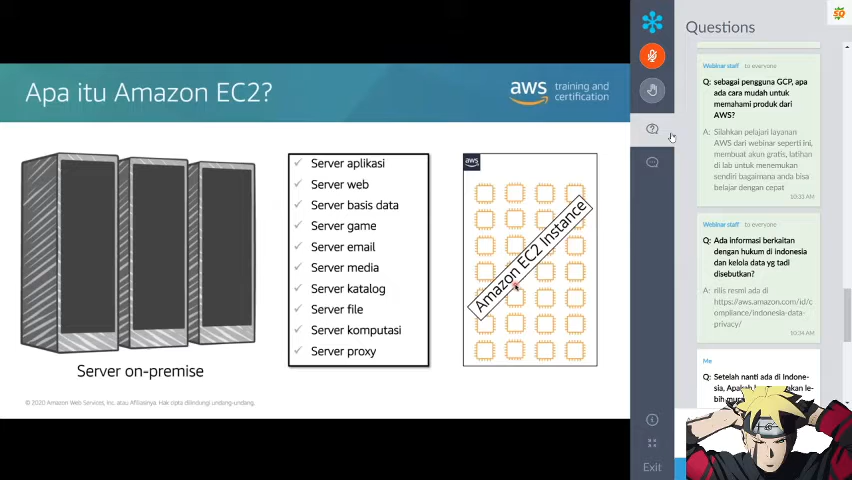 Apa itu Amazon EC2?
aws training and
certification
Server on-premise
Server aplikasi
Server web
Server basis data
Server game
Server email
Server media
Server katalog
Server file
Server komputasi
Server proxy
aws
Amazon EC2 Instance
© 2020 Amazon Web Services, Inc. atau Afiliasinya. Hak cipta dilindungi undang-undang.
Exit
SQ
Questions
Webinar staff to everyone
Q: sebagai pengguna GCP, apa
ada cara mudah untuk
memahami produk dari
AWS?
A: Silahkan pelajari layanan
AWS dari webinar seperti ini,
membuat akun gratis, latihan
di lab untuk menemukan
sendiri bagaimana anda bisa
belajar dengan cepat
10:33 AM
Webinar staff to everyone
Q: Ada informasi berkaitan
dengan hukum di indonesia
dan kelola data yg tadi
disebutkan?
A: rilis resmi ada di
https://aws.amazon.com/id/c
ompliance/indonesia-data-
privacy/
10:34 AM
Me
Q: Setelah nanti ada di Indone-
sia, Apakah